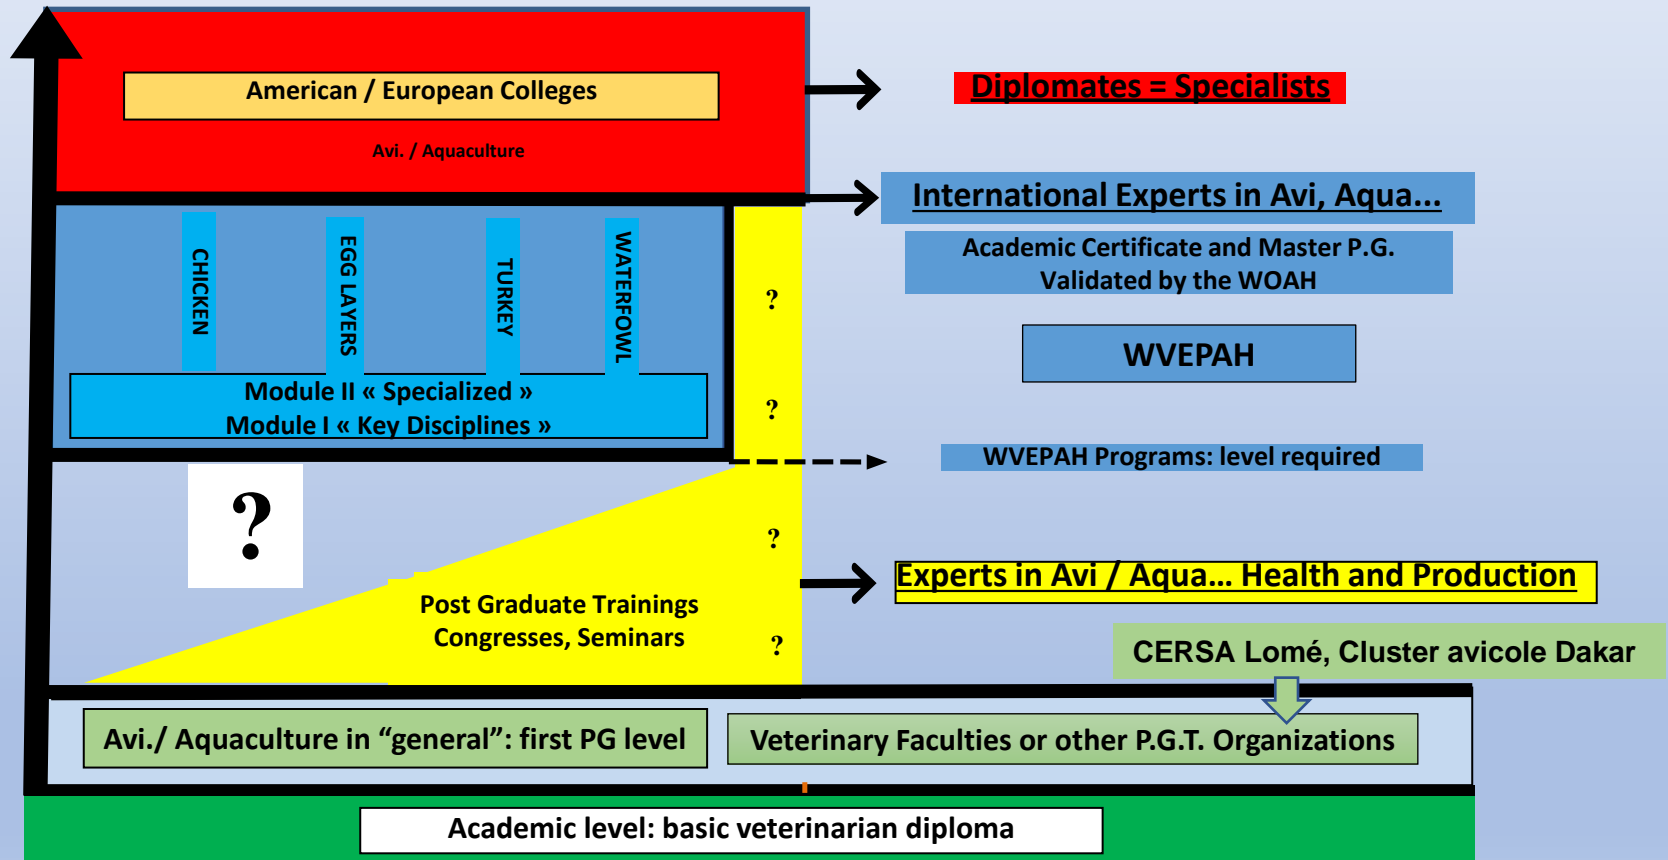 American / European Colleges
Avi. / Aquaculture
Diplomates = Specialists
International Experts in Avi, Aqua...
Academic Certificate and Master P.G.
Validated by the WOAH
WVEPAH
CHICKEN
EGG LAYERS
TURKEY
WATERFOWL
?
?
Module II « Specialized »
Module I « Key Disciplines »
WVEPAH Programs: level required
?
?
Experts in Avi / Aqua... Health and Production
Post Graduate Trainings
Congresses, Seminars
?
CERSA Lomé, Cluster avicole Dakar
Avi./ Aquaculture in “general”: first PG level
Veterinary Faculties or other P.G.T. Organizations
Academic level: basic veterinarian diploma